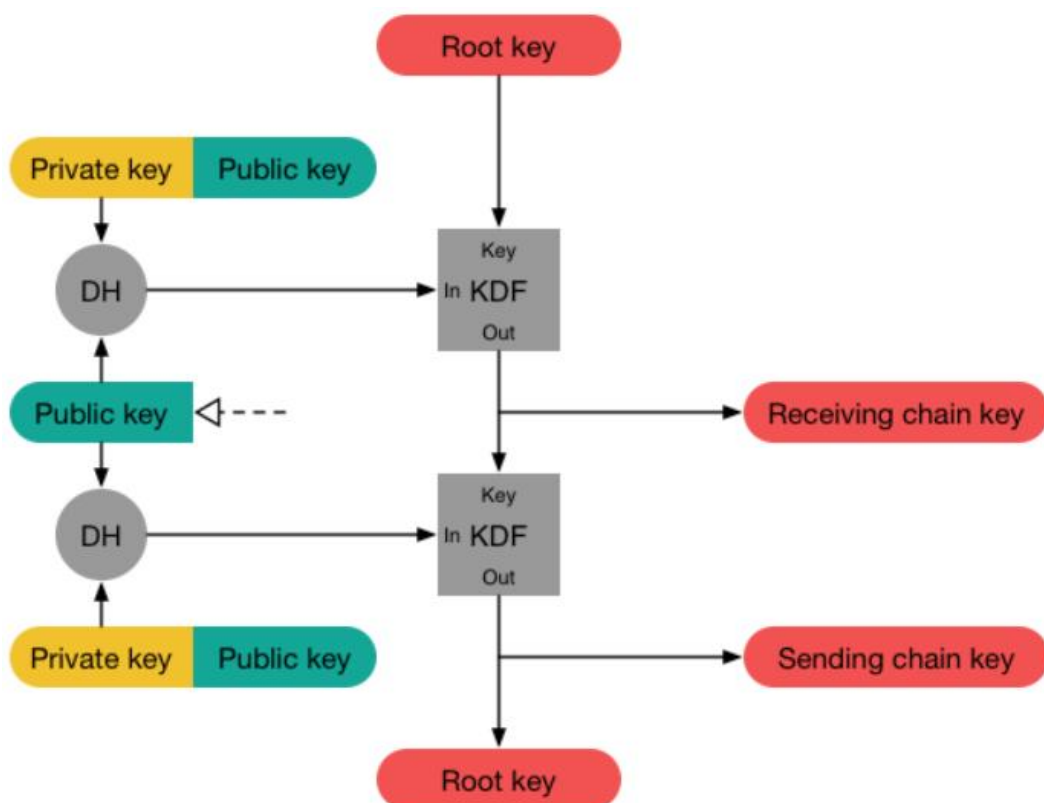 Root key
Private key Public key
Key
DH
In KDF
Out
Public key
Receiving chain key
Key
DH
In KDF
Out
Private key Public key
Sending chain key
Root key